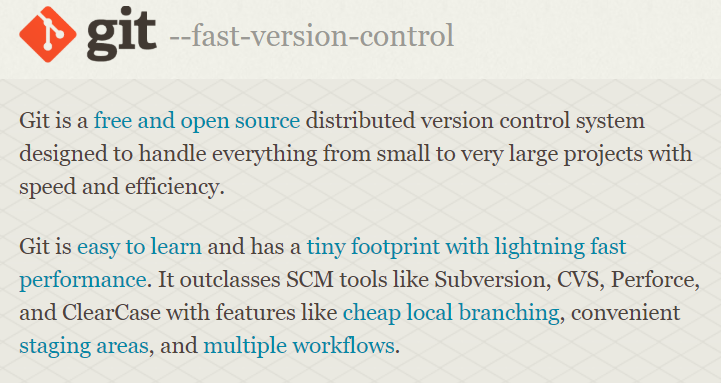 git --fast-version-control
Git is a free and open source distributed version control system
designed to handle everything from small to very large projects with
speed and efficiency.
Git is easy to learn and has a tiny footprint with lightning fast
performance. It outclasses SCM tools like Subversion, CVS, Perforce,
and ClearCase with features like cheap local branching, convenient
staging areas, and multiple workflows.